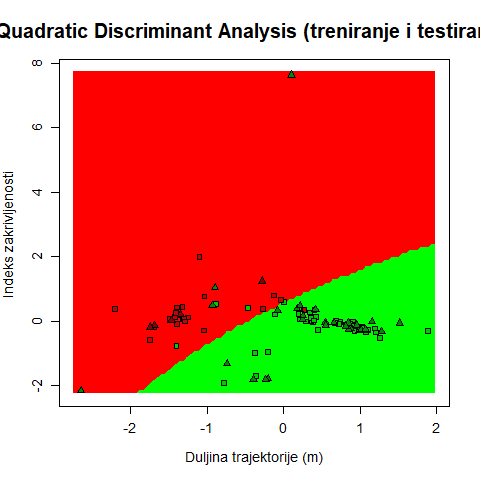 Quadratic Discriminant Analysis (treniranje i testiran
Indeks zakrivljenosti
8
6
4
2
0
-2
-2 -1 0 1 2
Duljina trajektorije (m)